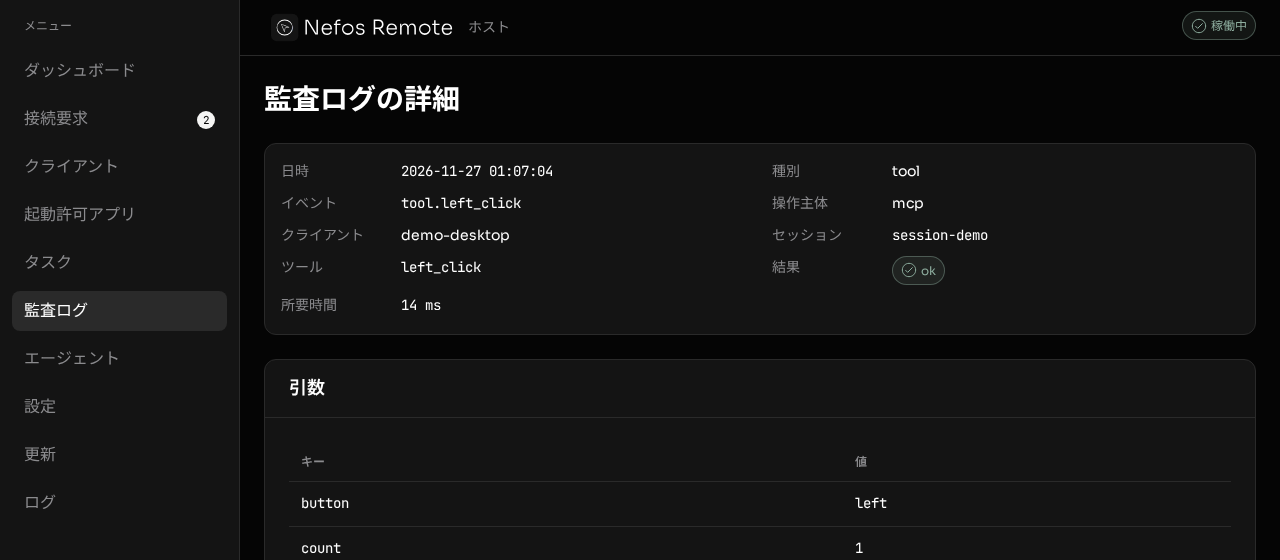 メニュー
ダッシュボード
接続要求 2
クライアント
起動許可アプリ
タスク
監査ログ
エージェント
設定
更新
ログ
Nefos Remote ホスト 稼働中
監査ログの詳細
日時 2026-11-27 01:07:04 種別 tool
イベント tool.left_click 操作主体 mcp
クライアント demo-desktop セッション session-demo
ツール left_click 結果 ok
所要時間 14 ms
引数
キー 値
button left
count 1